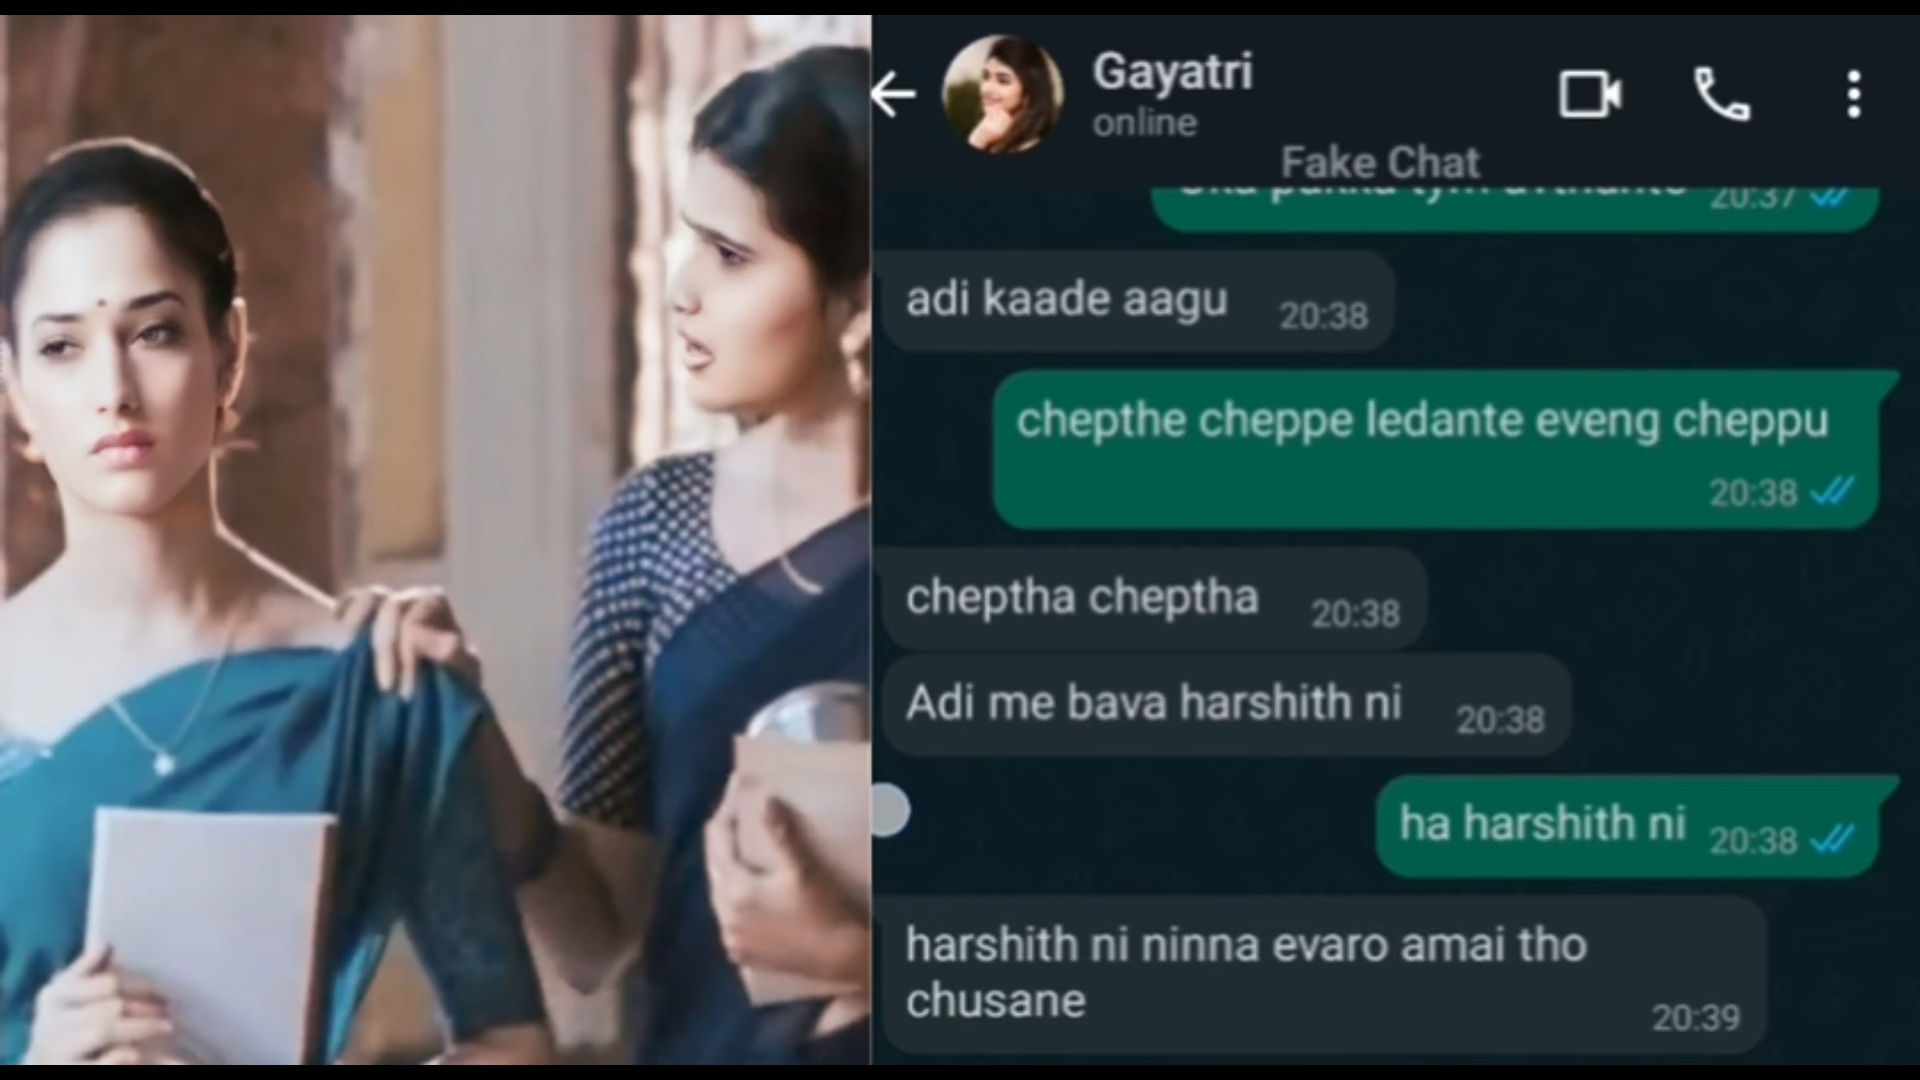 Gayatri
online
Fake Chat
20:37
adi kaade aagu 20:38
chepthe cheppe ledante eveng cheppu
20:38
cheptha cheptha 20:38
Adi me bava harshith ni 20:38
ha harshith ni 20:38
harshith ni ninna evaro amai tho
chusane
20:39